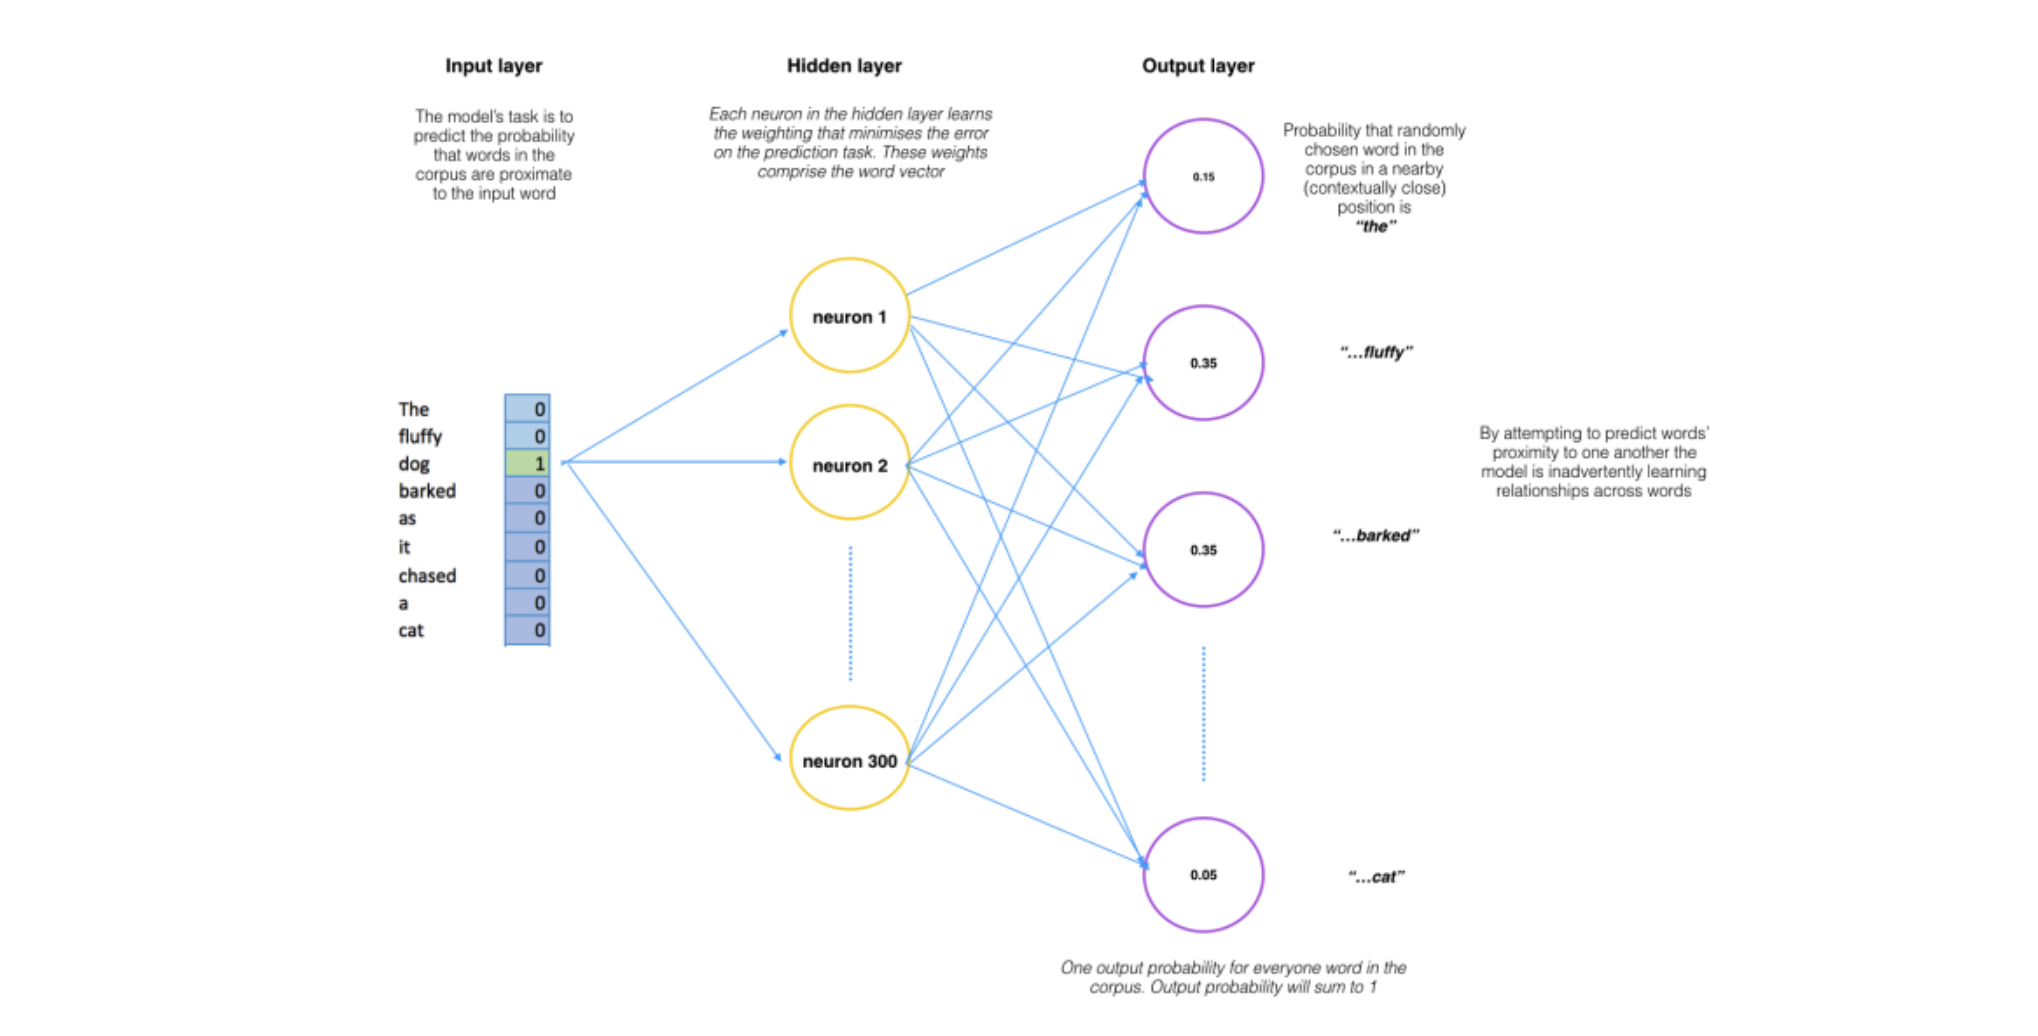 Input layer
The model's task is to
predict the probability
that words in the
corpus are proximate
to the input word
The 0
fluffy 0
dog 1
barked 0
as 0
it 0
chased 0
a 0
cat 0
Hidden layer
Each neuron in the hidden layer learns
the weighting that minimises the error
on the prediction task. These weights
comprise the word vector
neuron 1
neuron 2
neuron 300
Output layer
0.15
0.35
0.35
0.05
Probability that randomly
chosen word in the
corpus in a nearby
(contextually close)
position is
“the”
“...fluffy”
“...barked”
“...cat”
By attempting to predict words’
proximity to one another the
model is inadvertently learning
relationships across words
One output probability for everyone word in the
corpus. Output probability will sum to 1